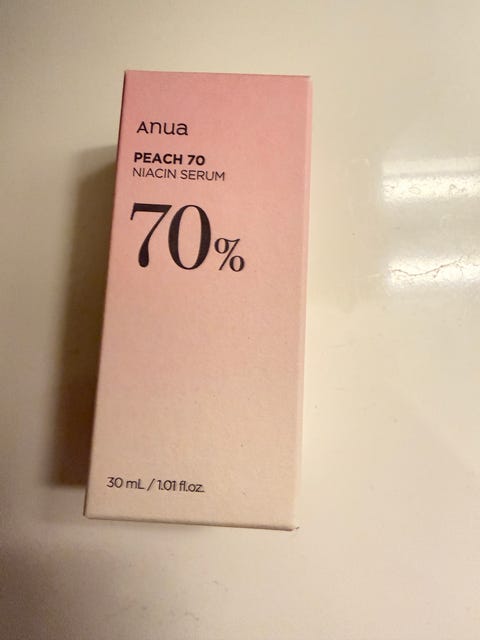 Anua
PEACH 70
NIACIN SERUM
70%
30 mL / 1.01 fl.oz.